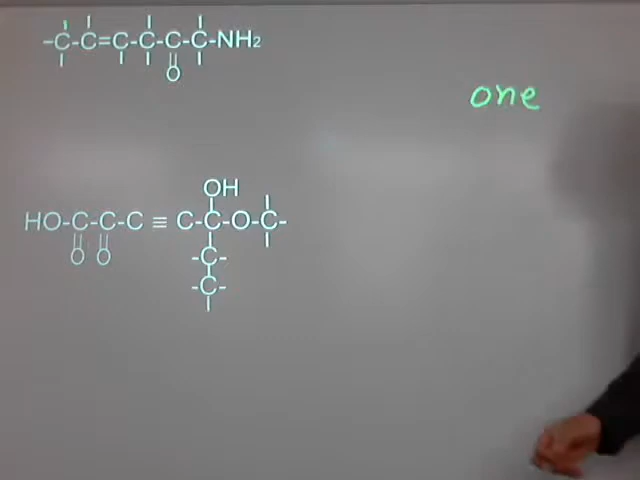 -C-C=C-C-C-C-NH₂
O
one
OH
HO-C-C-C≡C-C-O-C-
O O -C-
-C-